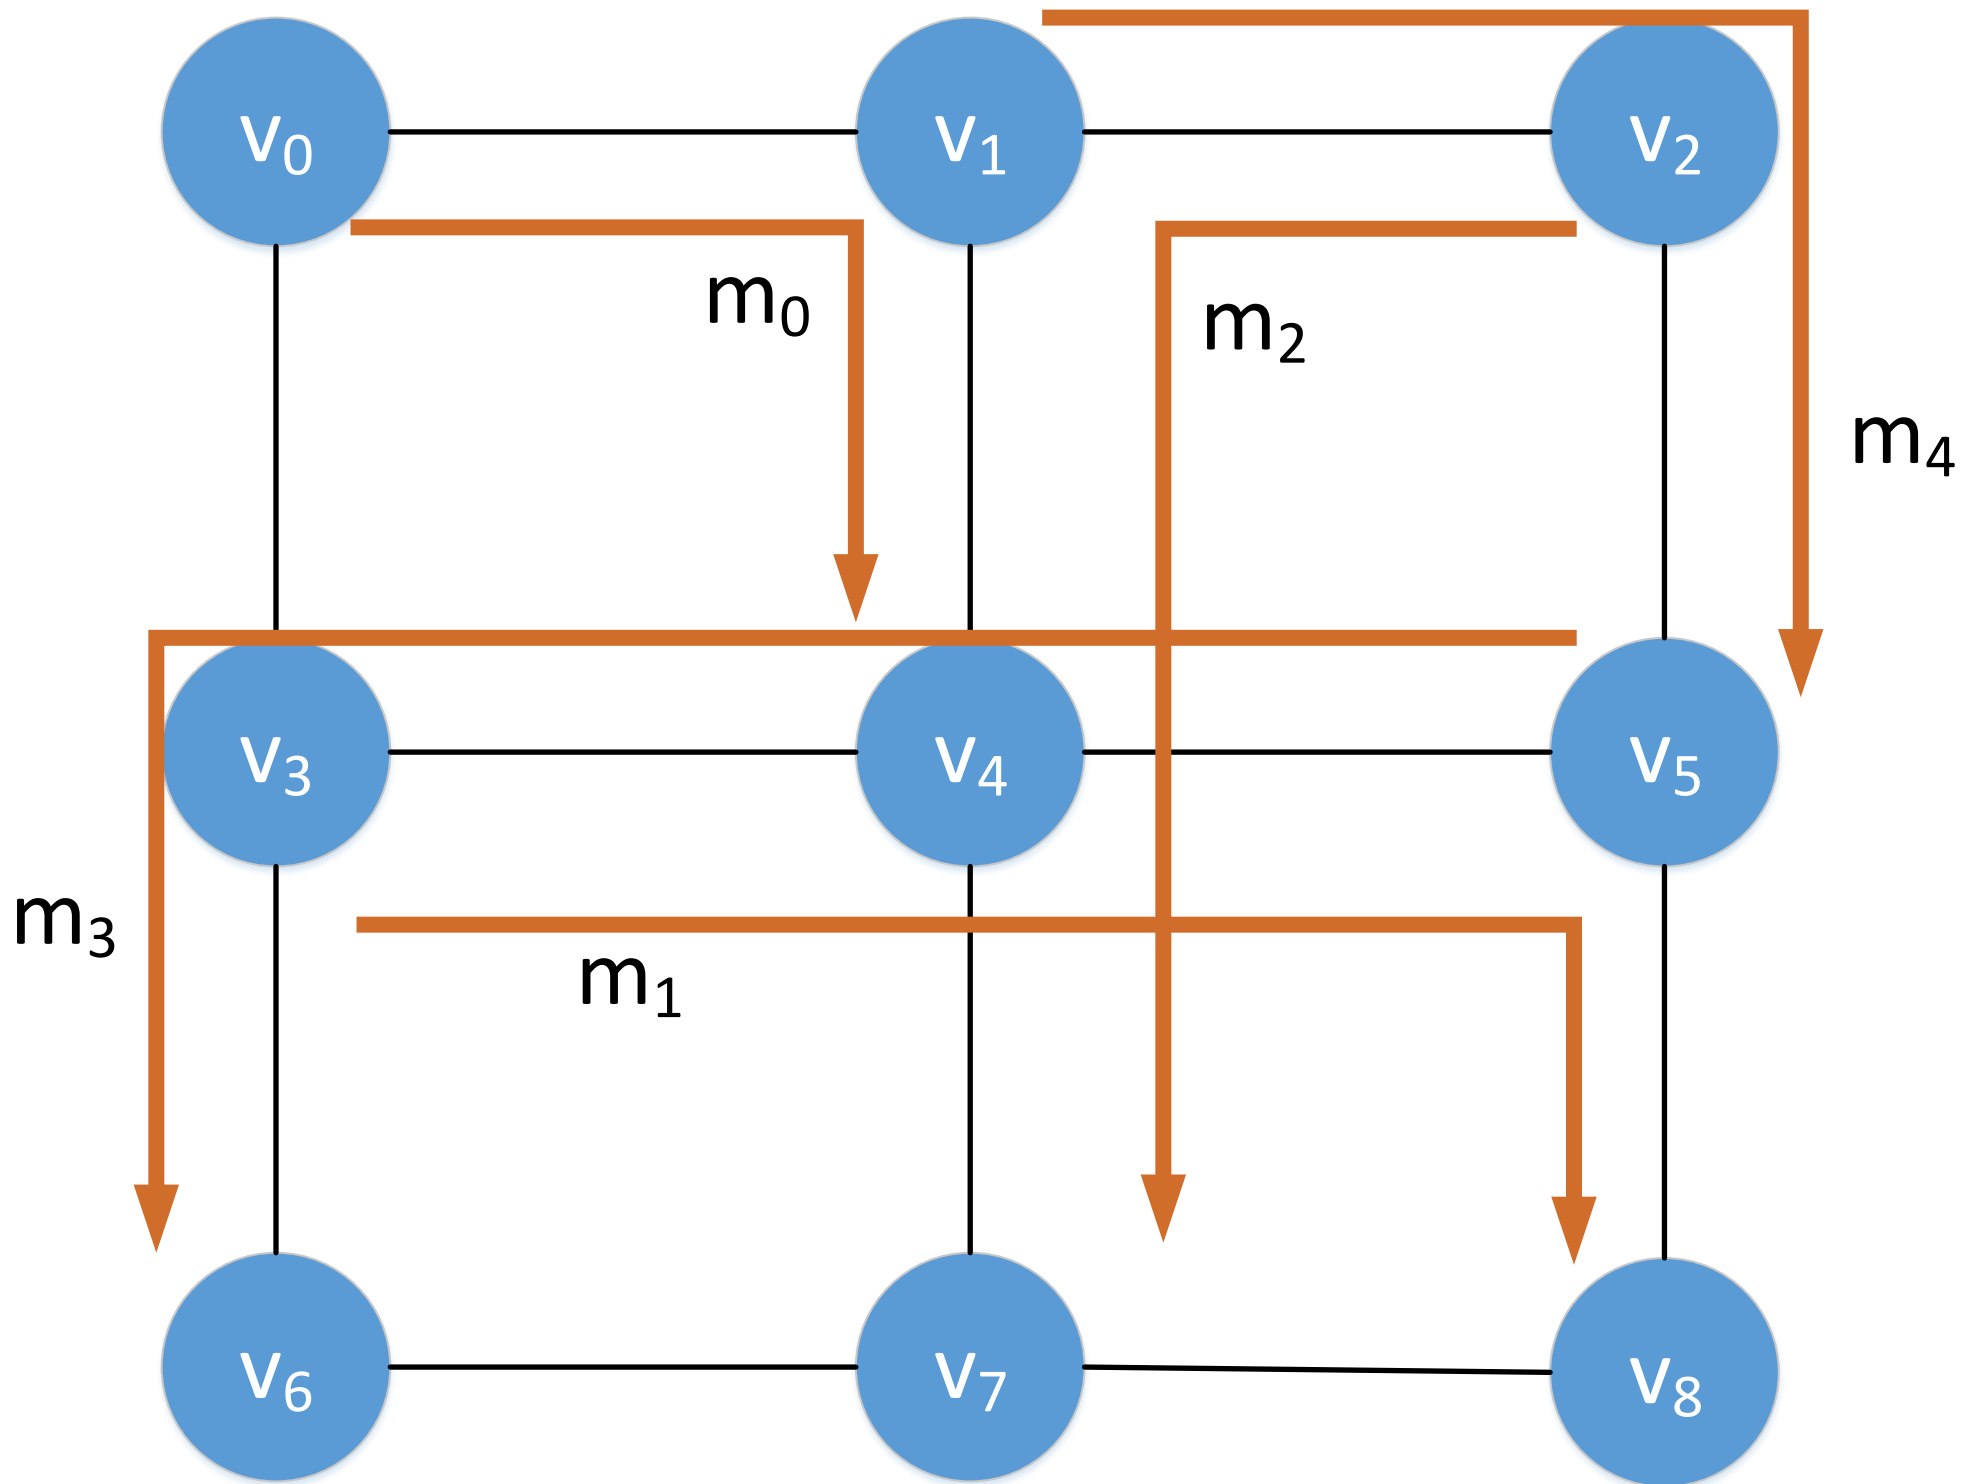 v₀ v₁ v₂
m₀
m₂
m₄
v₃ v₄ v₅
m₃
m₁
v₆ v₇ v₈